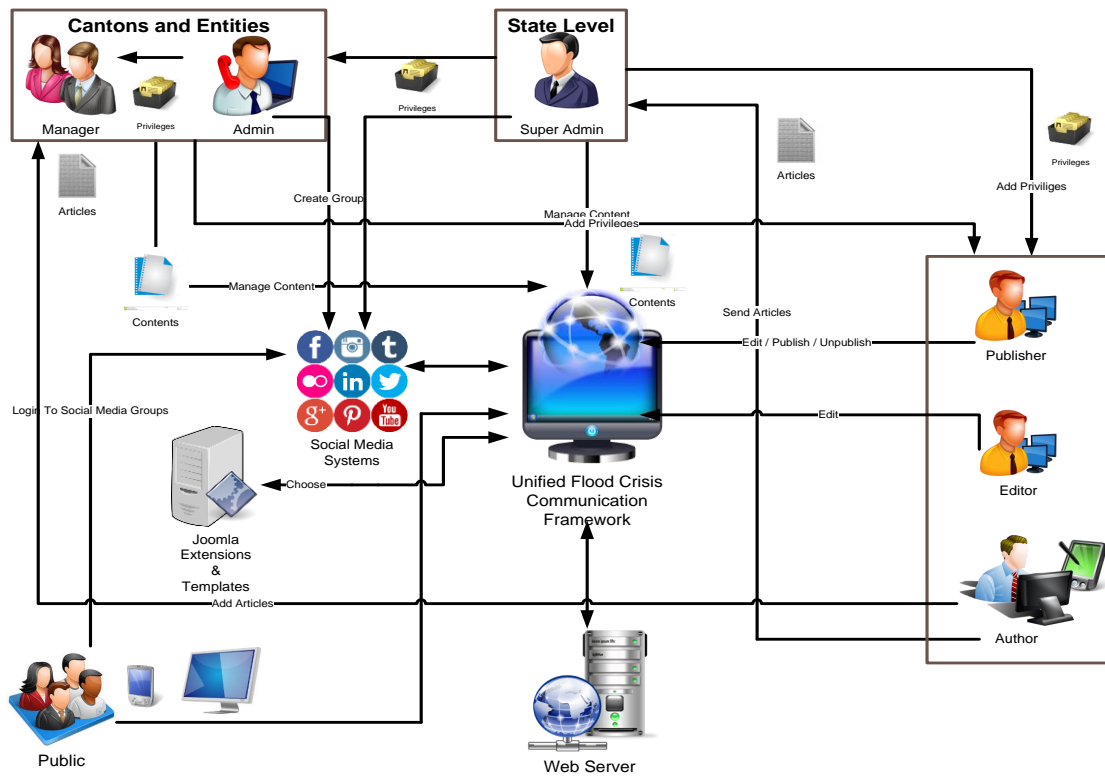 Cantons and Entities
State Level
Manager
Privileges
Admin
Privileges
Super Admin
Privileges
Articles
Create Group
Articles
Add Priviliges
Manage Content
Add Privileges
Manage Content
Contents
Contents
Send Articles
Edit / Publish / Unpublish
Publisher
f
t
in
g+
You
Tube
Login To Social Media Groups
Edit
Social Media
Systems
Choose
Unified Flood Crisis
Communication
Framework
Editor
Joomla
Extensions
&
Templates
Add Articles
Author
Public
Web Server